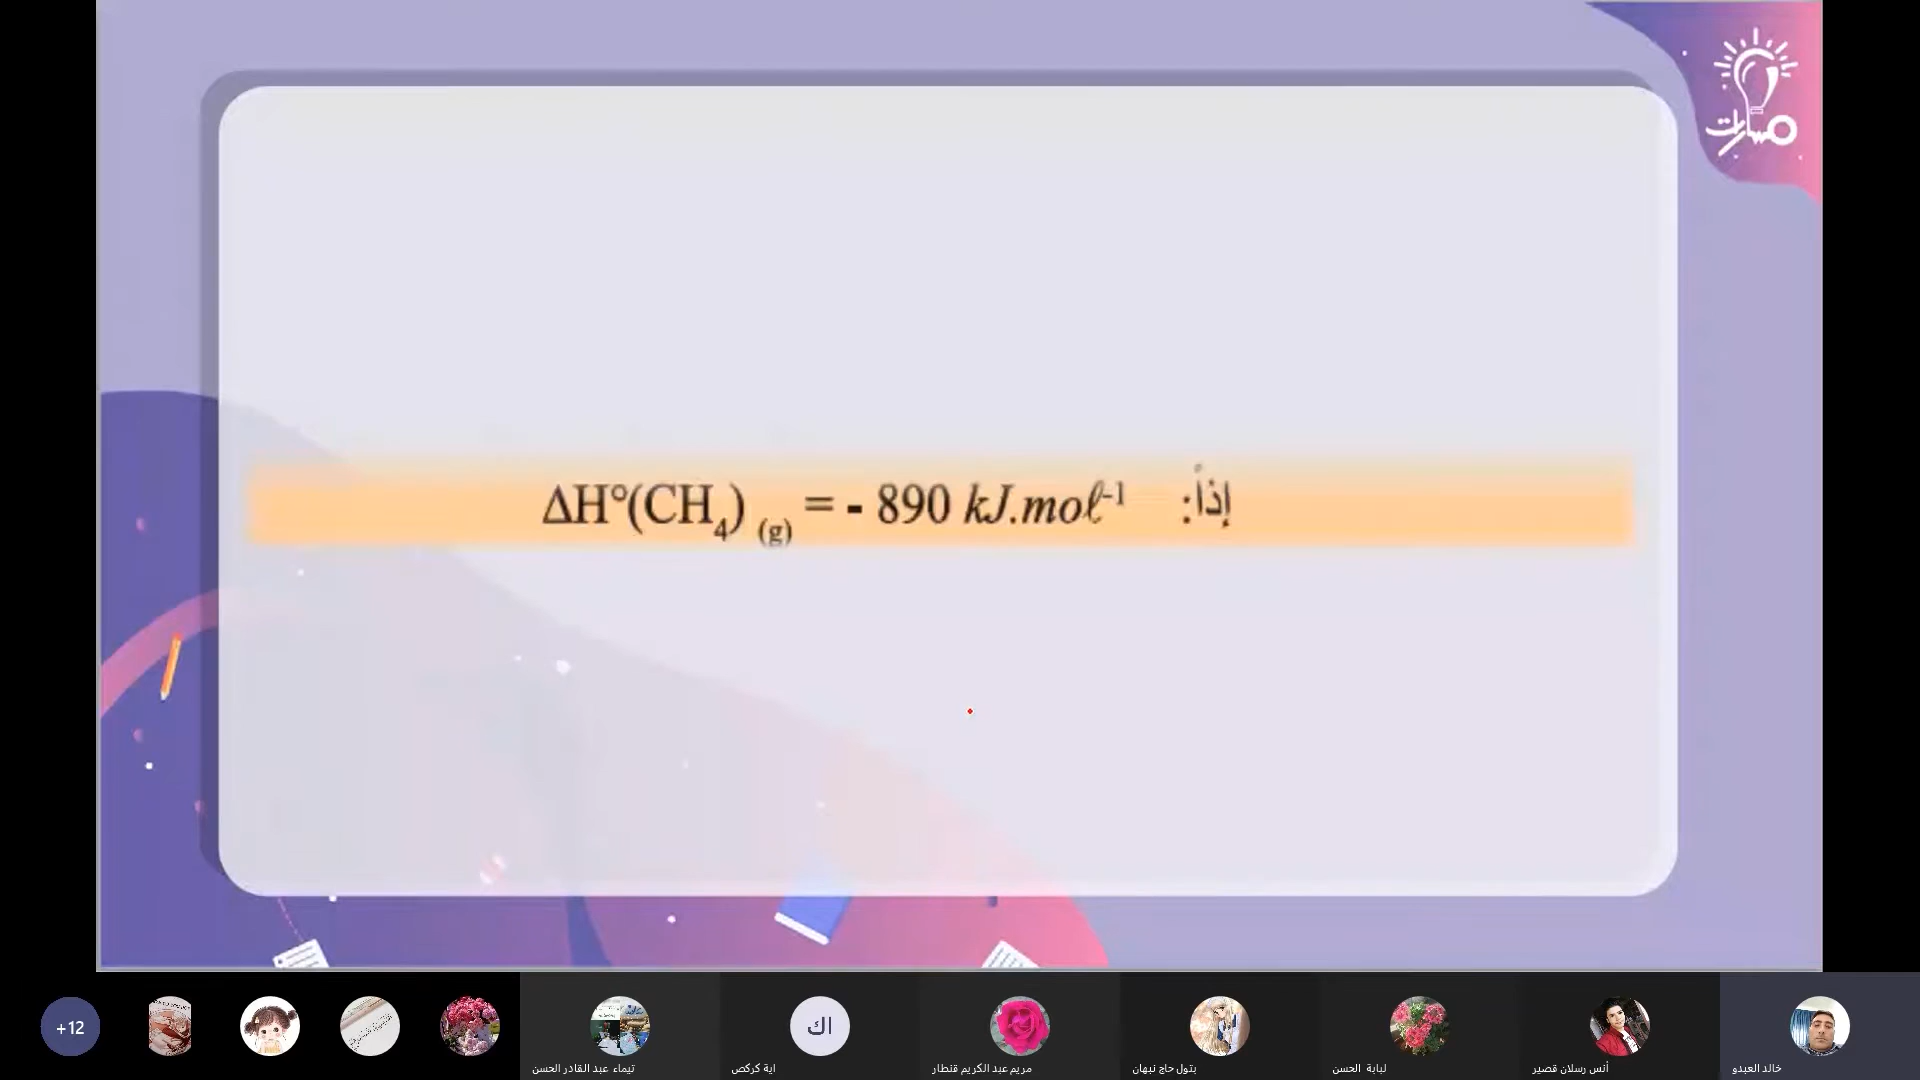 مسارات
إذاً: ΔH°(CH₄) (g) = - 890 kJ.moℓ⁻¹
+12
تيماء عبد القادر الحسن
اك
اية كركص
مريم عبد الكريم قنطار
بتول حاج نبهان
لبابة الحسن
أنس رسلان قصير
خالد العبدو